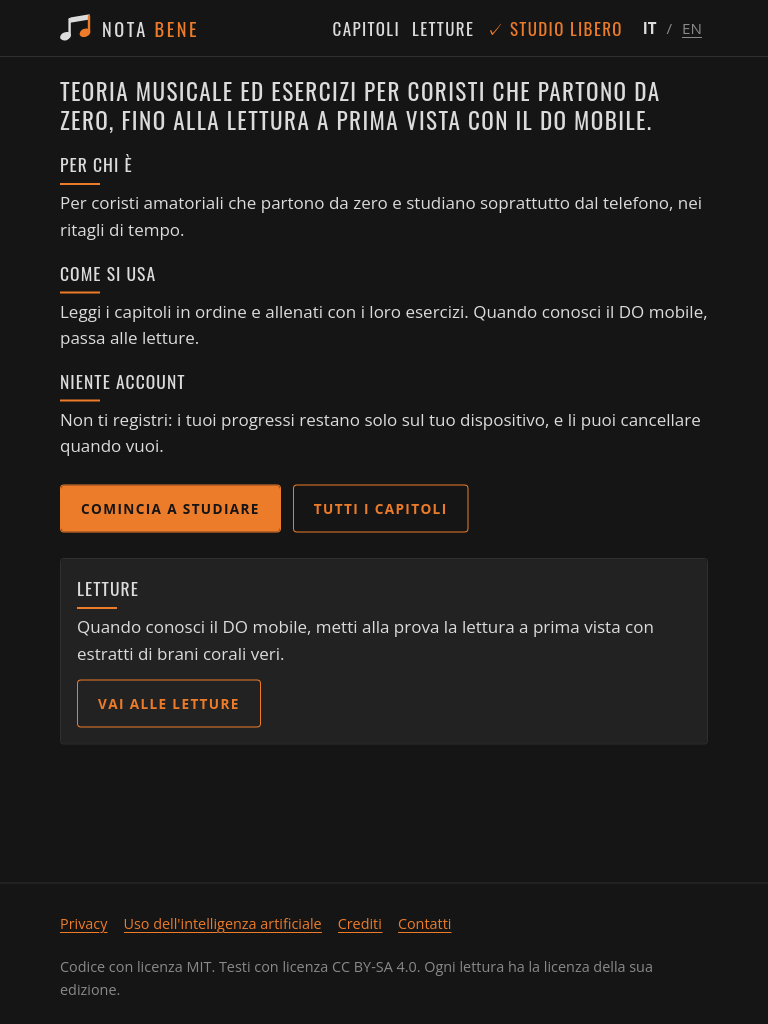 NOTA BENE
CAPITOLI LETTURE ✓ STUDIO LIBERO IT / EN
TEORIA MUSICALE ED ESERCIZI PER CORISTI CHE PARTONO DA
ZERO, FINO ALLA LETTURA A PRIMA VISTA CON IL DO MOBILE.
PER CHI È
Per coristi amatoriali che partono da zero e studiano soprattutto dal telefono, nei
ritagli di tempo.
COME SI USA
Leggi i capitoli in ordine e allenati con i loro esercizi. Quando conosci il DO mobile,
passa alle letture.
NIENTE ACCOUNT
Non ti registri: i tuoi progressi restano solo sul tuo dispositivo, e li puoi cancellare
quando vuoi.
COMINCIA A STUDIARE TUTTI I CAPITOLI
LETTURE
Quando conosci il DO mobile, metti alla prova la lettura a prima vista con
estratti di brani corali veri.
VAI ALLE LETTURE
Privacy Uso dell'intelligenza artificiale Crediti Contatti
Codice con licenza MIT. Testi con licenza CC BY-SA 4.0. Ogni lettura ha la licenza della sua
edizione.